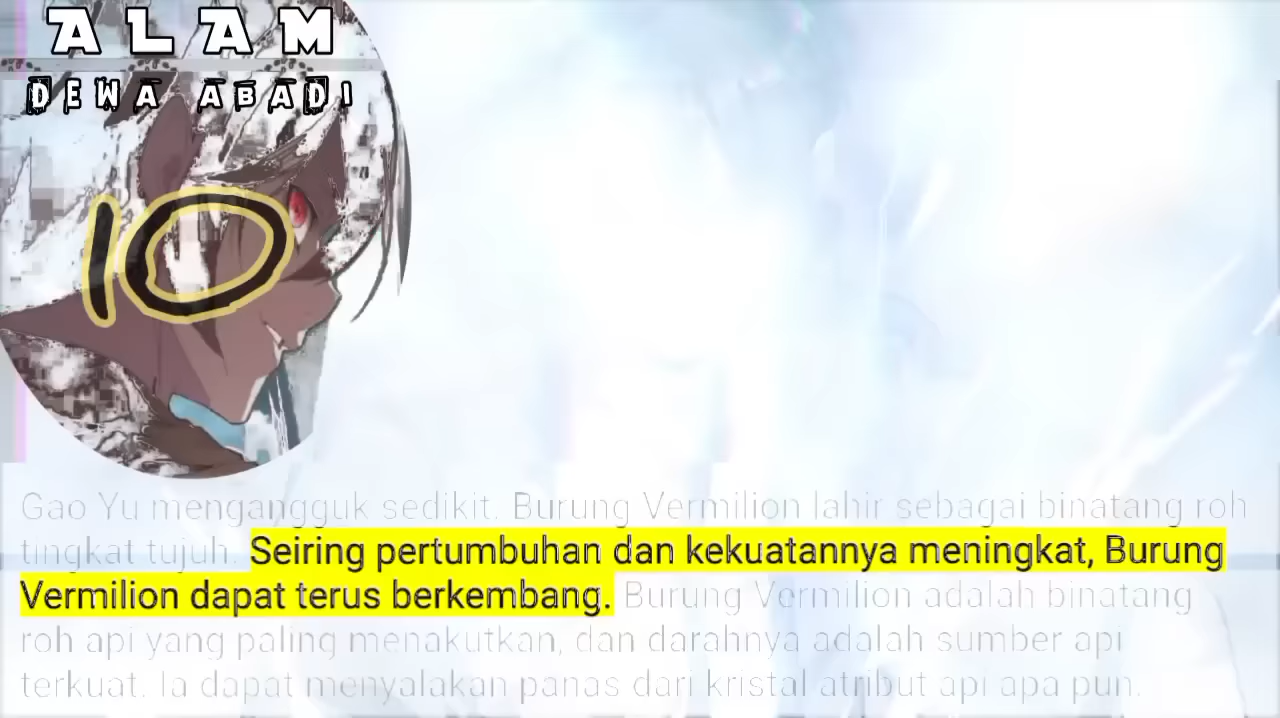 ALAM
DEWA ABADI
10
Gao Yu mengangguk sedikit. Burung Vermilion lahir sebagai binatang roh
tingkat tujuh. Seiring pertumbuhan dan kekuatannya meningkat, Burung
Vermilion dapat terus berkembang. Burung Vermilion adalah binatang
roh api yang paling menakutkan, dan darahnya adalah sumber api
terkuat. Ia dapat menyalakan panas dari kristal atribut api apa pun.